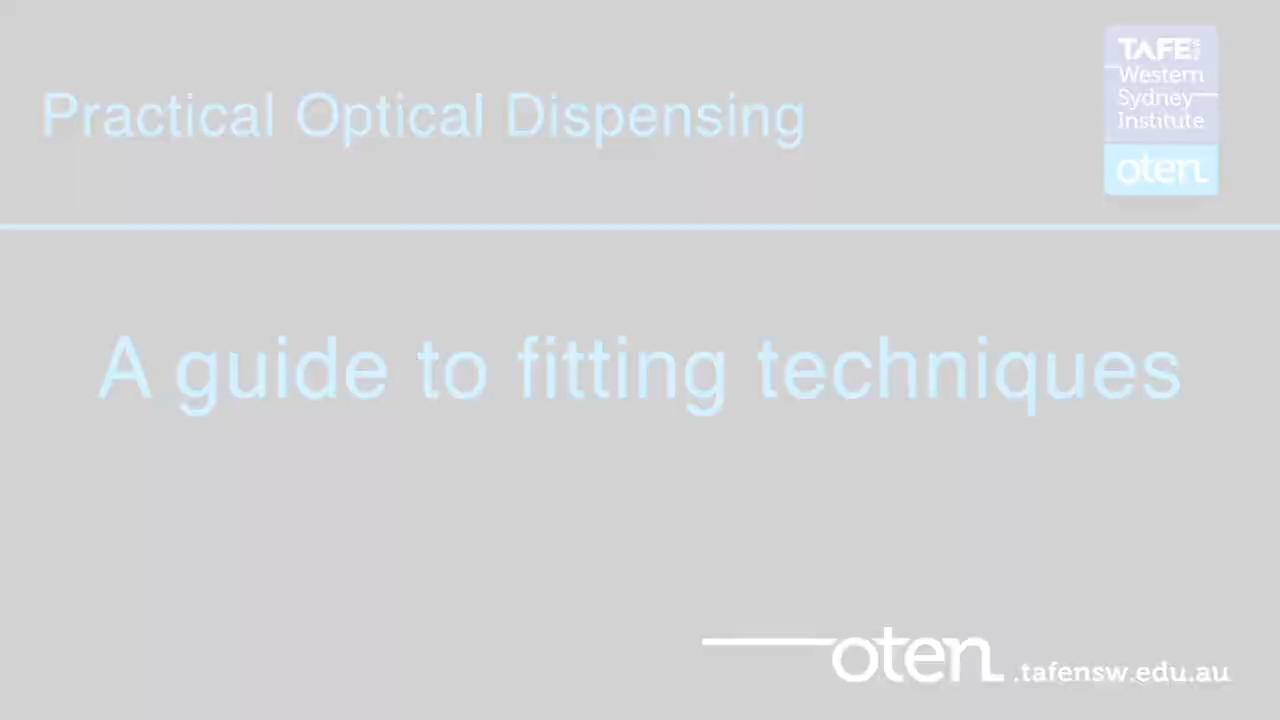 Practical Optical Dispensing
TAFE NSW
Western
Sydney
Institute
oten
A guide to fitting techniques
oten .tafensw.edu.au